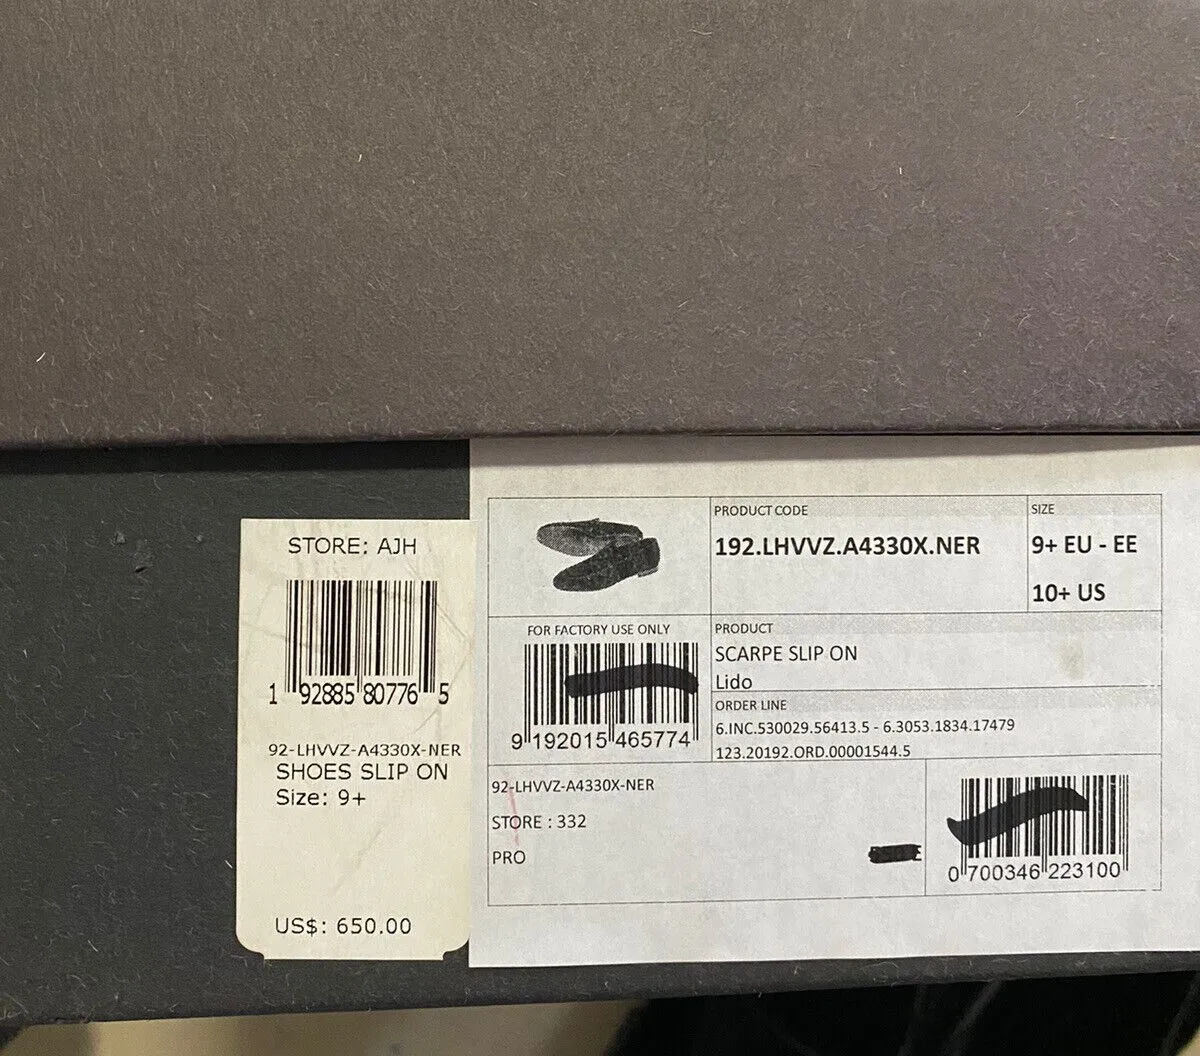 STORE: AJH
1 92885 80776 5
92-LHVVZ-A4330X-NER
SHOES SLIP ON
Size: 9+
US$: 650.00
PRODUCT CODE
192.LHVVZ.A4330X.NER
SIZE
9+ EU - EE
10+ US
FOR FACTORY USE ONLY
9 192015 465774
PRODUCT
SCARPE SLIP ON
Lido
ORDER LINE
6.INC.530029.56413.5 - 6.3053.1834.17479
123.20192.ORD.00001544.5
92-LHVVZ-A4330X-NER
STORE : 332
PRO
0 700346 223100